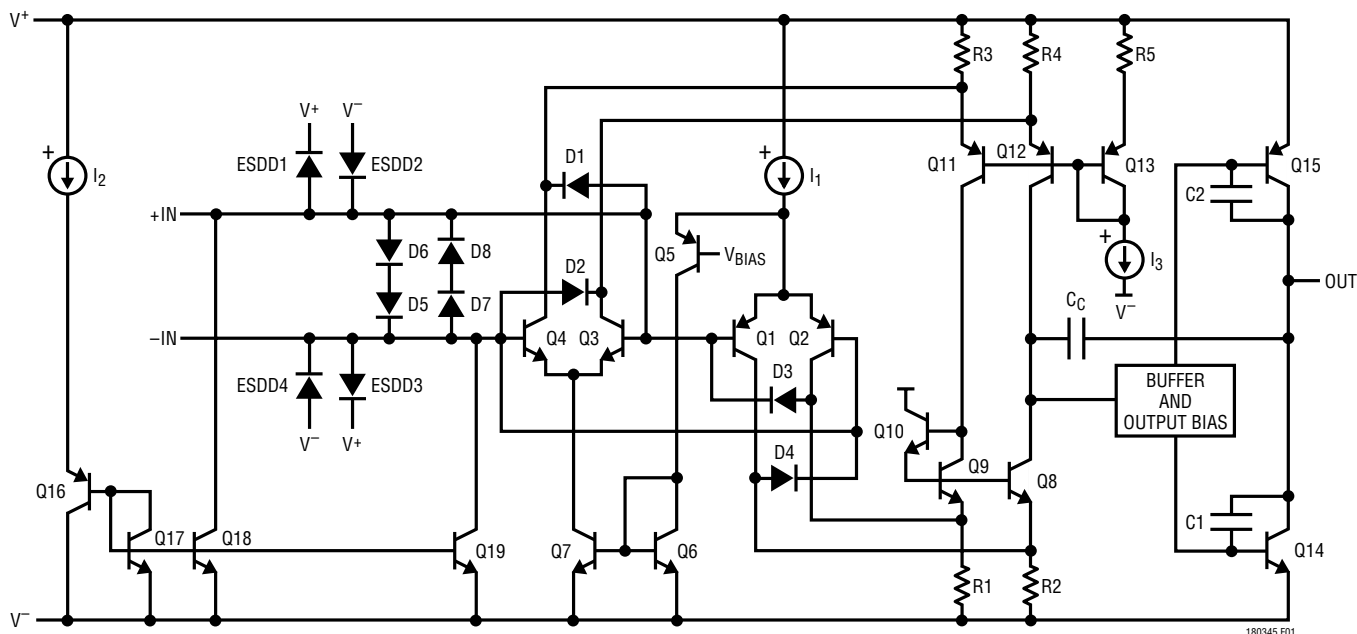 V+
R3
R4
R5
V+
V–
ESDD1
ESDD2
D1
I1
Q11
Q12
Q13
Q15
I2
C2
+IN
D6
D8
Q5
VBIAS
I3
OUT
D2
D5
D7
CC
V–
–IN
Q4
Q3
Q1
Q2
ESDD4
ESDD3
D3
BUFFER
AND
OUTPUT BIAS
V–
V+
Q10
D4
Q9
Q8
Q16
C1
Q17
Q18
Q19
Q7
Q6
Q14
R1
R2
V–
180345 F01